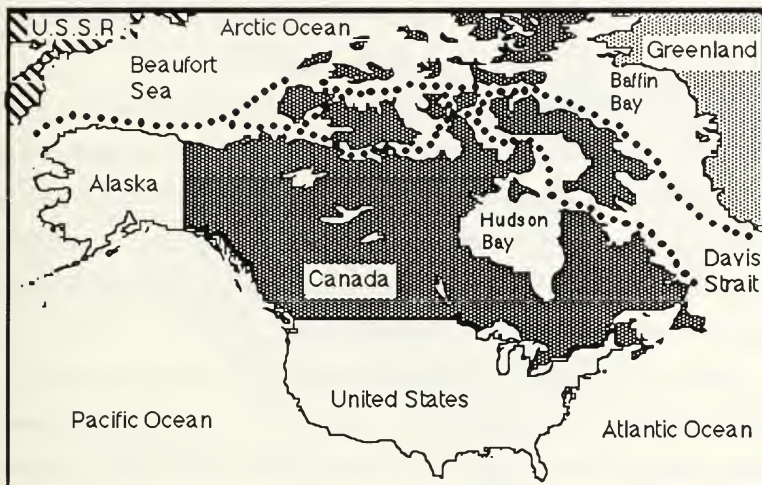 U.S.S.R.
Arctic Ocean
Greenland
Beaufort
Sea
Baffin
Bay
Alaska
Hudson
Bay
Canada
Davis
Strait
United States
Pacific Ocean
Atlantic Ocean